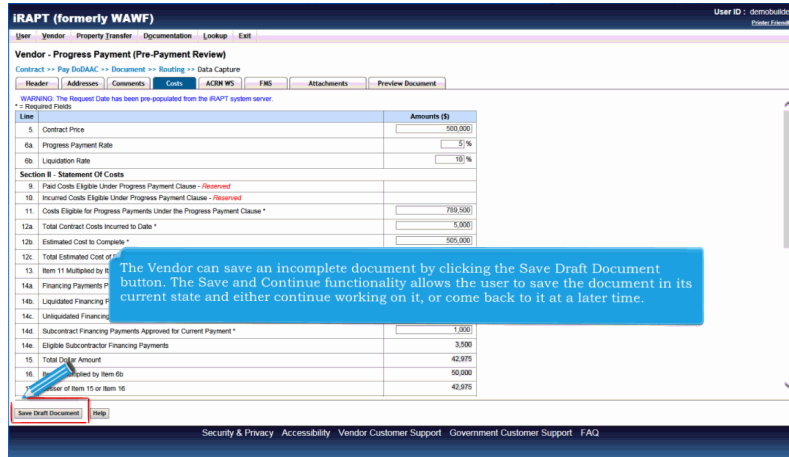 iRAPT (formerly WAWF)
User ID : demobuilde
Printer Friend
User Vendor Property Transfer Documentation Lookup Exit
Vendor - Progress Payment (Pre-Payment Review)
Contract >> Pay DoDAAC >> Document >> Routing >> Data Capture
Header Addresses Comments Costs ACRN WS FMS Attachments Preview Document
WARNING: The Request Date has been pre-populated from the iRAPT system server.
* = Required Fields
Line Amounts ($)
5. Contract Price 500,000
6a. Progress Payment Rate 5 %
6b. Liquidation Rate 10 %
Section II - Statement Of Costs
9. Paid Costs Eligible Under Progress Payment Clause - Reserved
10. Incurred Costs Eligible Under Progress Payment Clause - Reserved
11. Costs Eligible for Progress Payments Under the Progress Payment Clause * 789,500
12a. Total Contract Costs Incurred to Date * 5,000
12b. Estimated Cost to Complete * 505,000
12c. Total Estimated Cost of
13. Item 11 Multiplied by It
14a. Financing Payments P
14b. Liquidated Financing P
14c. Unliquidated Financing
The Vendor can save an incomplete document by clicking the Save Draft Document
button. The Save and Continue functionality allows the user to save the document in its
current state and either continue working on it, or come back to it at a later time.
14d. Subcontract Financing Payments Approved for Current Payment * 1,000
14e. Eligible Subcontractor Financing Payments 3,500
15. Total Dollar Amount 42,975
16. Multiplied by Item 6b 50,000
Lesser of Item 15 or Item 16 42,975
Save Draft Document Help
Security & Privacy Accessibility Vendor Customer Support Government Customer Support FAQ